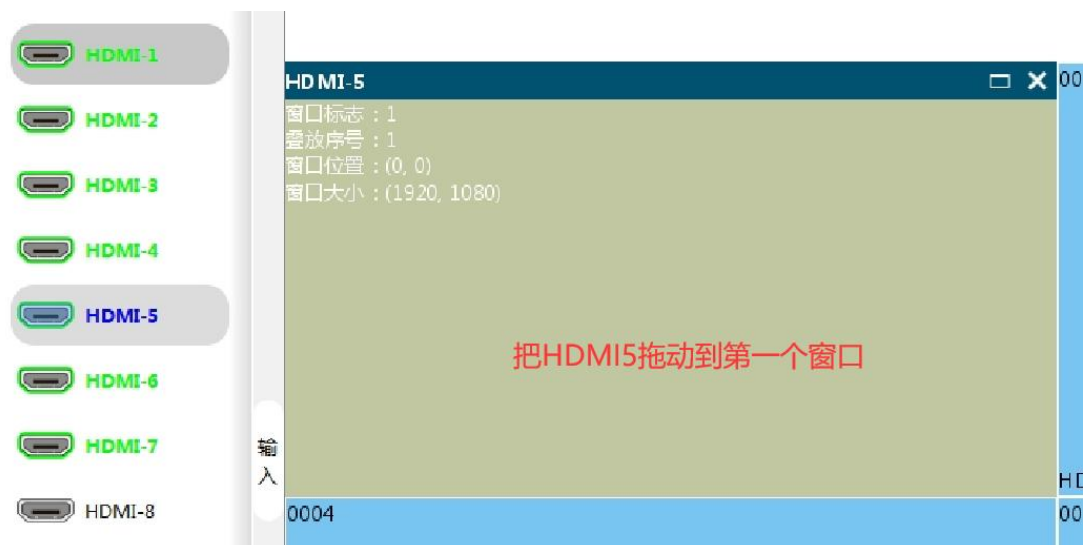 HDMI-1
HDMI-2
HDMI-3
HDMI-4
HDMI-5
HDMI-6
HDMI-7
HDMI-8
输
入
HDMI-5
窗口标志：1
叠放序号：1
窗口位置：(0, 0)
窗口大小：(1920, 1080)
把HDMI5拖动到第一个窗口
0004
00
HD
00